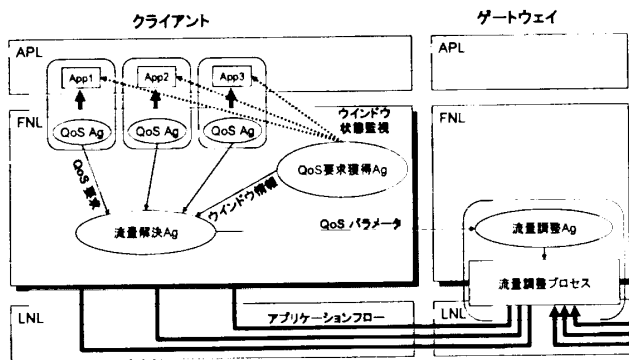 クライアント
ゲートウェイ
APL
App1
App2
App3
APL
FNL
ウインドウ
状態監視
FNL
QoS Ag
QoS Ag
QoS Ag
QoS要求獲得Ag
QoS 要求
ウインドウ情報
QoS パラメータ
流量解決Ag
流量調整Ag
流量調整プロセス
LNL
アプリケーションフロー
LNL